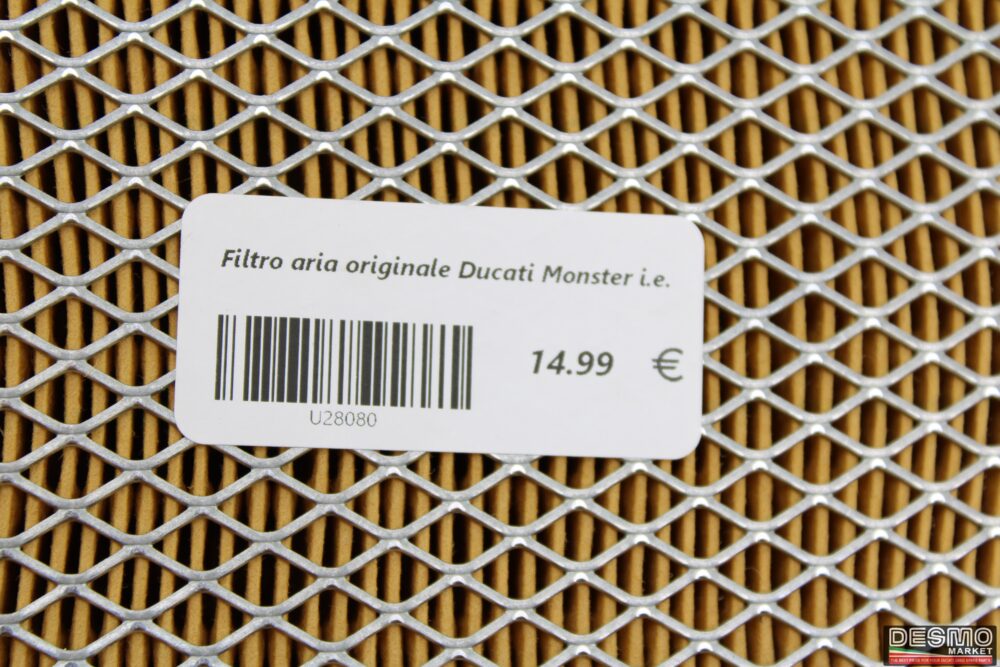 Filtro aria originale Ducati Monster i.e.
14.99 €
U28080
DESMO
MARKET